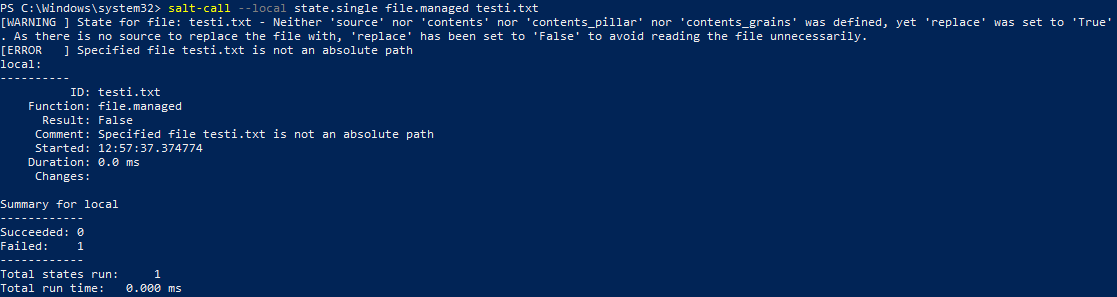 PS C:\Windows\system32> salt-call --local state.single file.managed testi.txt
[WARNING ] State for file: testi.txt - Neither 'source' nor 'contents' nor 'contents_pillar' nor 'contents_grains' was defined, yet 'replace' was set to 'True'
. As there is no source to replace the file with, 'replace' has been set to 'False' to avoid reading the file unnecessarily.
[ERROR   ] Specified file testi.txt is not an absolute path
local:
----------
          ID: testi.txt
    Function: file.managed
      Result: False
     Comment: Specified file testi.txt is not an absolute path
     Started: 12:57:37.374774
    Duration: 0.0 ms
     Changes:

Summary for local
------------
Succeeded: 0
Failed:    1
------------
Total states run:     1
Total run time:   0.000 ms